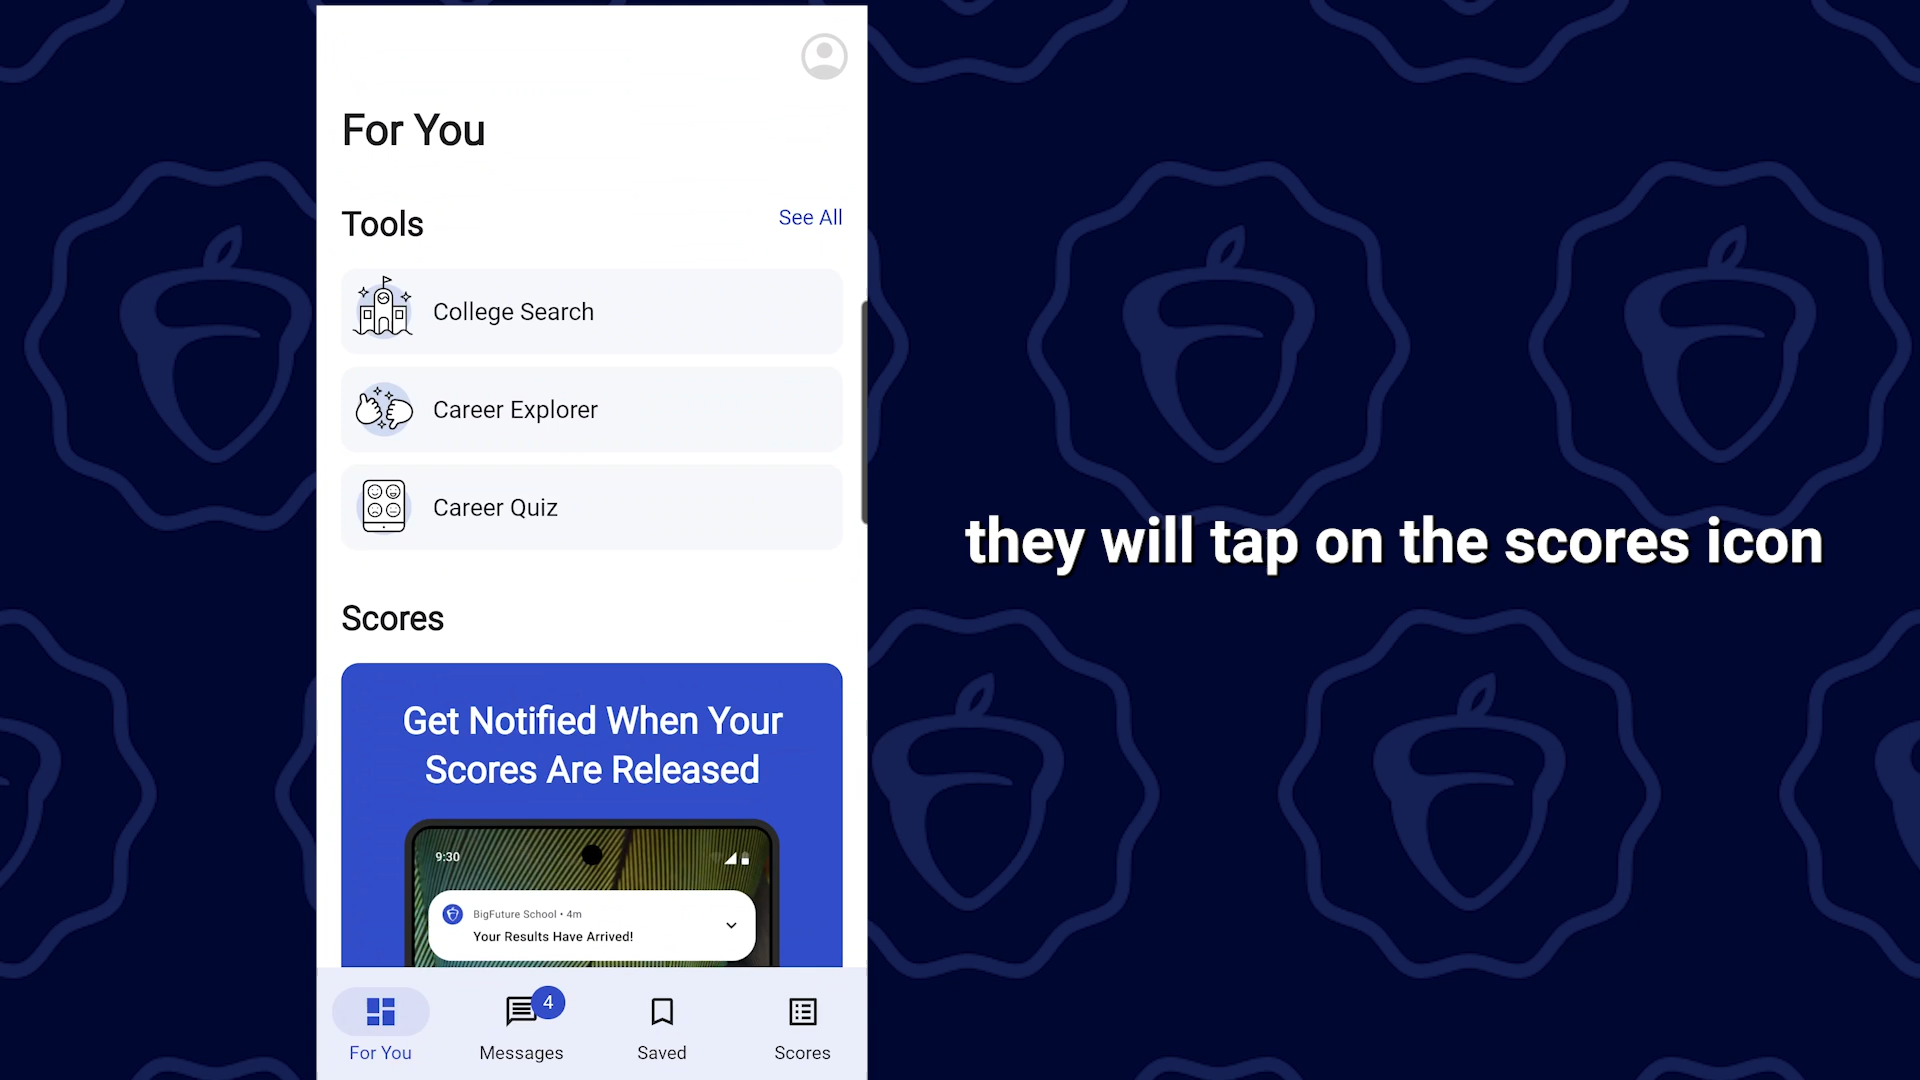 For You
Tools
See All
College Search
Career Explorer
Career Quiz
Scores
Get Notified When Your
Scores Are Released
9:30
BigFuture School • 4m
Your Results Have Arrived!
4
For You
Messages
Saved
Scores
they will tap on the scores icon